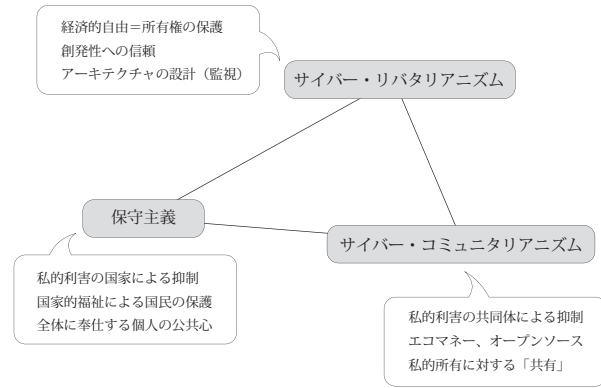 経済的自由＝所有権の保護
創発性への信頼
アーキテクチャの設計（監視）
サイバー・リバタリアニズム
保守主義
サイバー・コミュニタリアニズム
私的利害の国家による抑制
国家的福祉による国民の保護
全体に奉仕する個人の公共心
私的利害の共同体による抑制
エコマネー、オープンソース
私的所有に対する「共有」